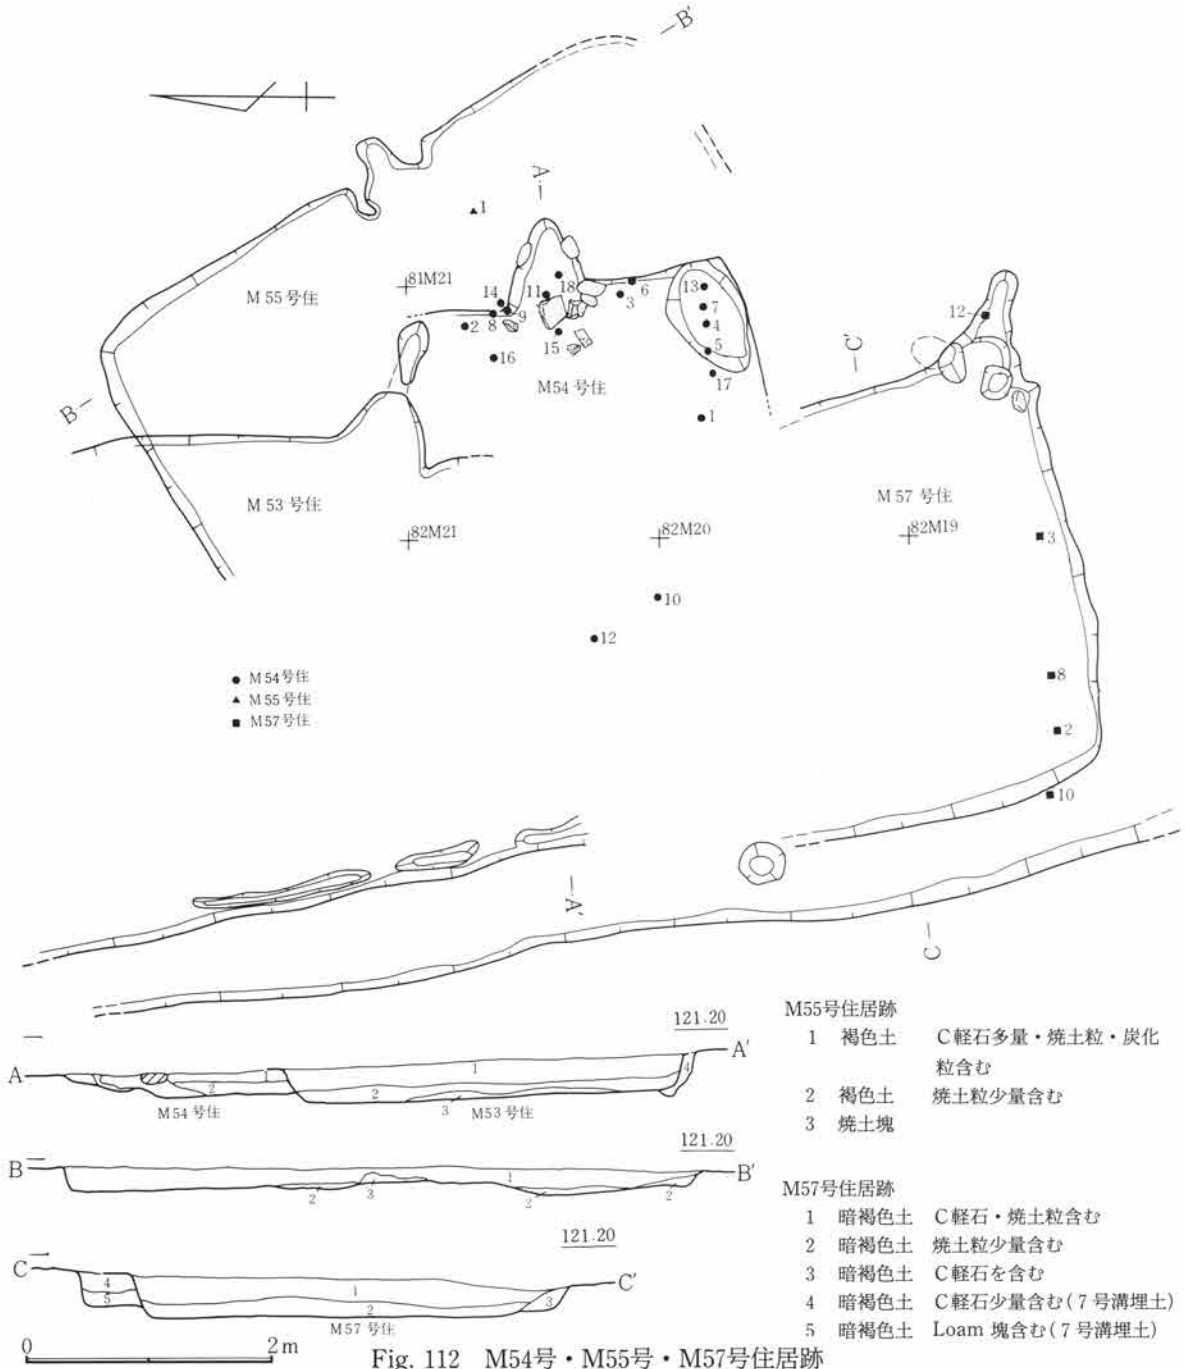 B′
A
1
81M21
M 55号住
14
11
18
6
3
13
8
9
2
7
4
15
5
16
17
M54号住
1
12
C′
B
M 57号住
M 53号住
82M21
82M20
82M19
3
10
12
8
● M54号住
▲ M55号住
■ M57号住
2
10
A′
C
121.20
A
A′
1
2
2
4
M54号住
3
M53号住
121.20
B
B′
1
2
3
2
2
121.20
C
C′
4
5
1
2
3
M57号住
0
2m
M55号住居跡
1 褐色土 C軽石多量・焼土粒・炭化
粒含む
2 褐色土 焼土粒少量含む
3 焼土塊
M57号住居跡
1 暗褐色土 C軽石・焼土粒含む
2 暗褐色土 焼土粒少量含む
3 暗褐色土 C軽石を含む
4 暗褐色土 C軽石少量含む(7号溝埋土)
5 暗褐色土 Loam 塊含む(7号溝埋土)
Fig. 112 M54号・M55号・M57号住居跡